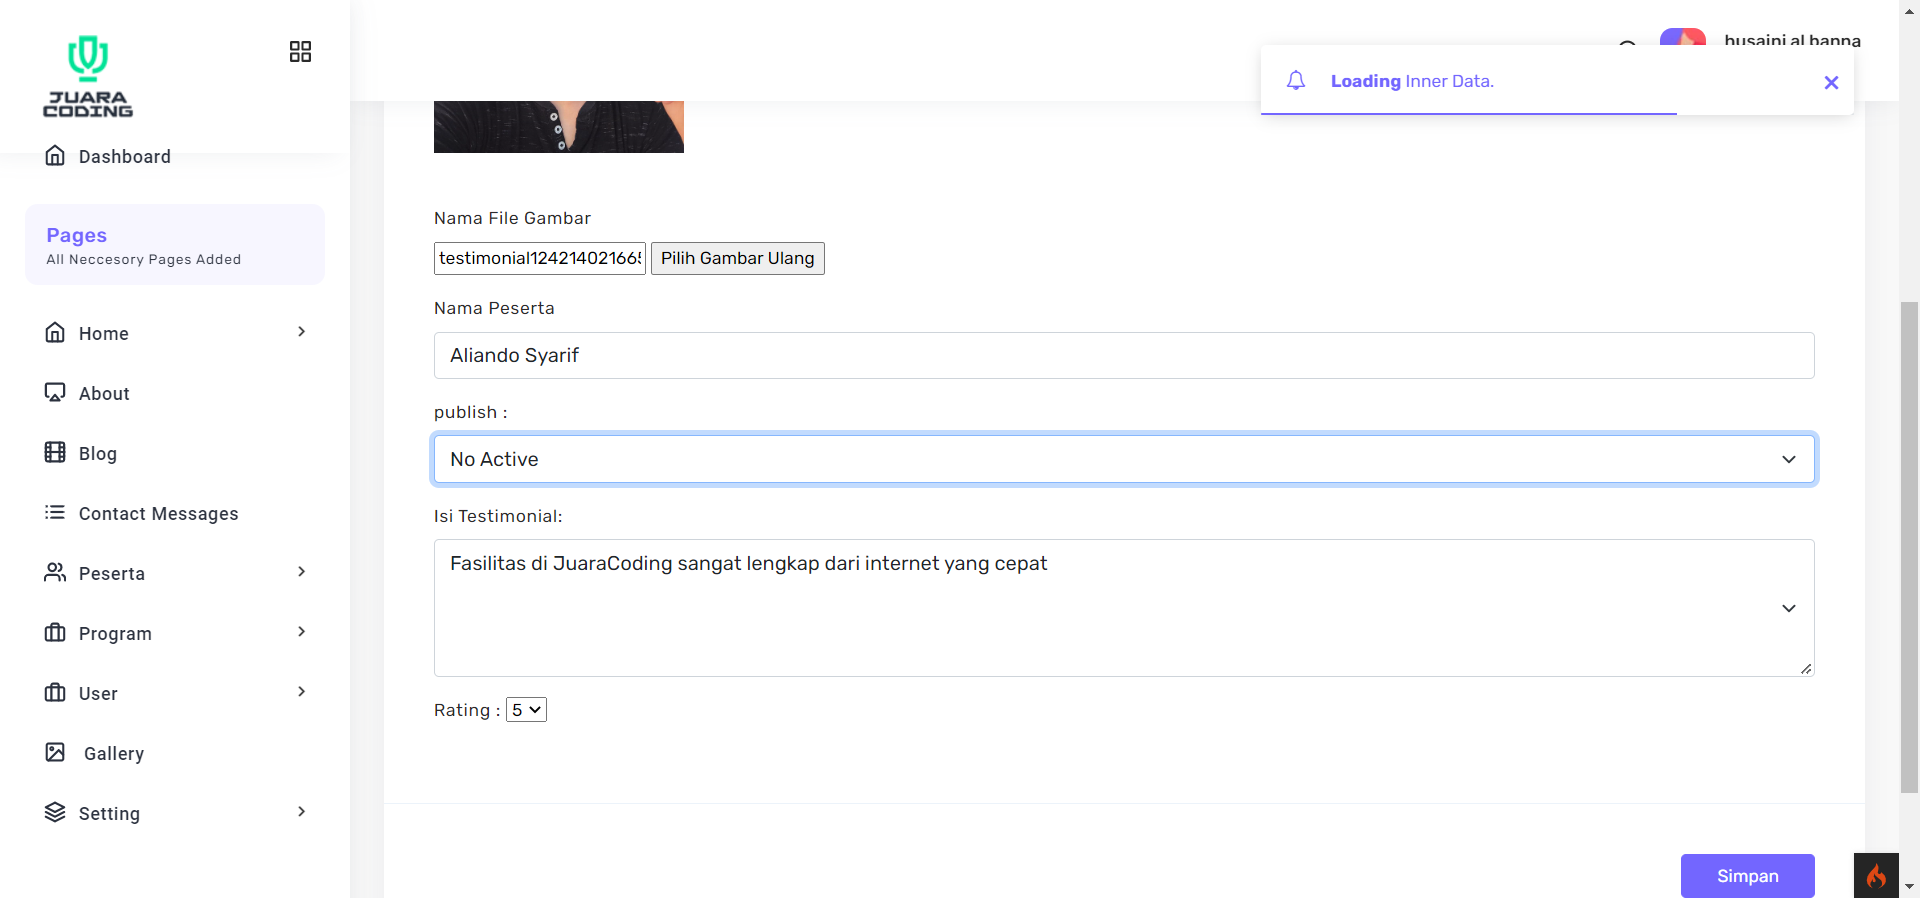 JUARA
CODING
husaini al banna
Loading Inner Data.
Dashboard
Pages
All Neccesory Pages Added
Home
About
Blog
Contact Messages
Peserta
Program
User
Gallery
Setting
Nama File Gambar
testimonial12421402166
Pilih Gambar Ulang
Nama Peserta
Aliando Syarif
publish :
No Active
Isi Testimonial:
Fasilitas di JuaraCoding sangat lengkap dari internet yang cepat
Rating : 5
Simpan